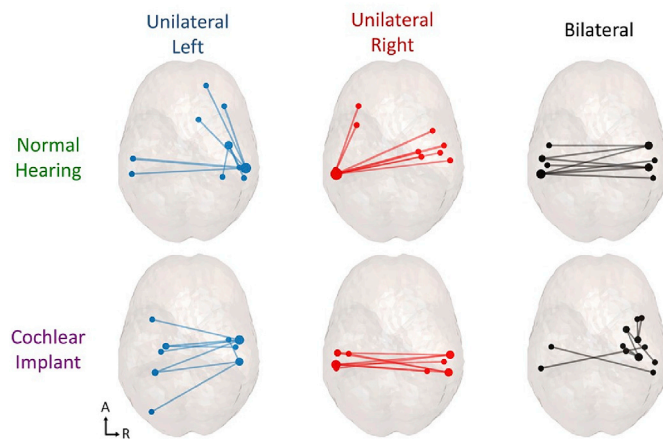 Unilateral
Left
Unilateral
Right
Bilateral
Normal
Hearing
Cochlear
Implant
A
R